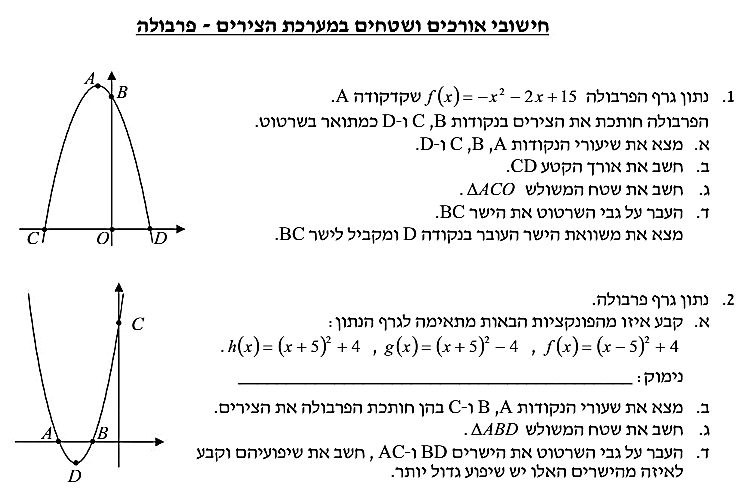 חישובי אורכים ושטחים במערכת הצירים - פרבולה
1. נתון גרף הפרבולה f(x) = −x² − 2x + 15 שקדקודה A.
הפרבולה חותכת את הצירים בנקודות B, C ו-D כמתואר בשרטוט.
א. מצא את שיעורי הנקודות A, B, C ו-D.
ב. חשב את אורך הקטע CD.
ג. חשב את שטח המשולש ΔACO.
ד. העבר על גבי השרטוט את הישר BC.
מצא את משוואת הישר העובר בנקודה D ומקביל לישר BC.
A
B
C
O
D
2. נתון גרף פרבולה.
א. קבע איזו מהפונקציות הבאות מתאימה לגרף הנתון:
f(x) = (x − 5)² + 4 , g(x) = (x + 5)² − 4 , h(x) = (x + 5)² + 4 .
נימוק: ______________________________
ב. מצא את שעורי הנקודות A, B ו-C בהן חותכת הפרבולה את הצירים.
ג. חשב את שטח המשולש ΔABD.
ד. העבר על גבי השרטוט את הישרים BD ו-AC, חשב את שיפועיהם וקבע
לאיזה מהישרים האלו יש שיפוע גדול יותר.
C
A
B
D